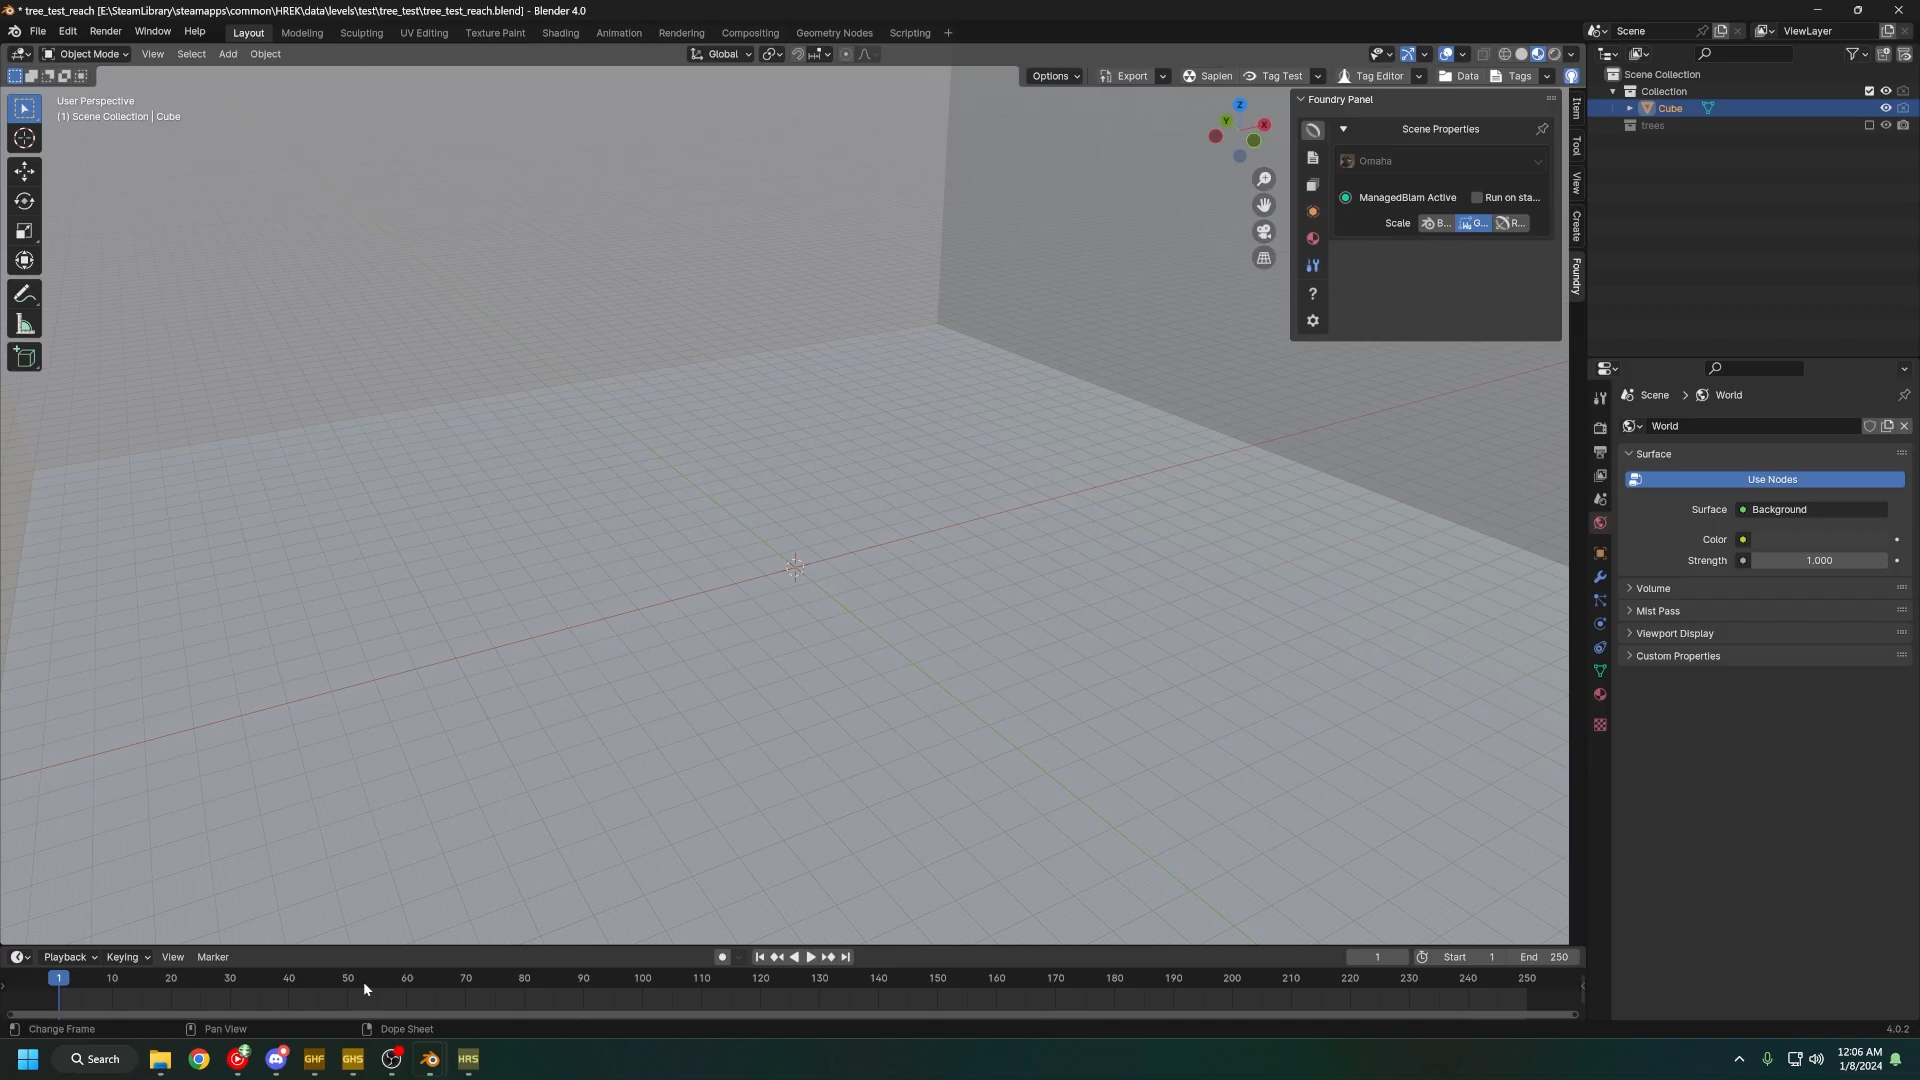 * tree_test_reach [E:\SteamLibrary\steamapps\common\HREK\data\levels\test\tree_test\tree_test_reach.blend] - Blender 4.0
File Edit Render Window Help Layout Modeling Sculpting UV Editing Texture Paint Shading Animation Rendering Compositing Geometry Nodes Scripting + Scene ViewLayer
Object Mode View Select Add Object Global
Options Export Sapien Tag Test Tag Editor Data Tags
User Perspective
(1) Scene Collection | Cube
Z
Y
X
Foundry Panel
Scene Properties
Omaha
ManagedBlam Active Run on sta...
Scale B... G... R...
?
Item
Tool
View
Create
Foundry
Scene Collection
Collection
Cube
trees
Scene > World
World
Surface
Use Nodes
Surface Background
Color
Strength 1.000
Volume
Mist Pass
Viewport Display
Custom Properties
Playback Keying View Marker 1 Start 1 End 250
1 10 20 30 40 50 60 70 80 90 100 110 120 130 140 150 160 170 180 190 200 210 220 230 240 250
Change Frame Pan View Dope Sheet 4.0.2
Search GHF GHS HRS 12:06 AM
1/8/2024